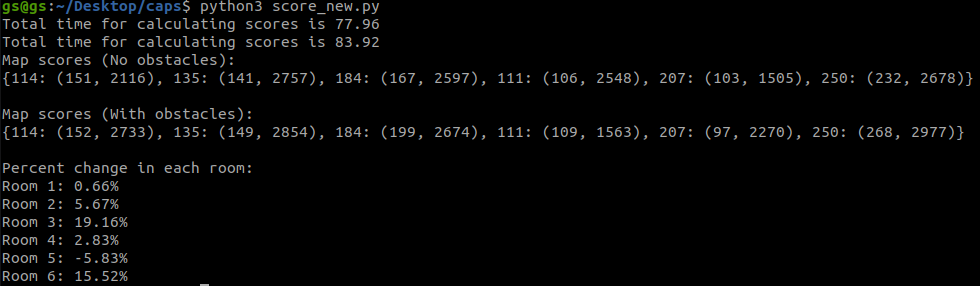 gs@gs:~/Desktop/caps$ python3 score_new.py
Total time for calculating scores is 77.96
Total time for calculating scores is 83.92
Map scores (No obstacles):
{114: (151, 2116), 135: (141, 2757), 184: (167, 2597), 111: (106, 2548), 207: (103, 1505), 250: (232, 2678)}
Map scores (With obstacles):
{114: (152, 2733), 135: (149, 2854), 184: (199, 2674), 111: (109, 1563), 207: (97, 2270), 250: (268, 2977)}
Percent change in each room:
Room 1: 0.66%
Room 2: 5.67%
Room 3: 19.16%
Room 4: 2.83%
Room 5: -5.83%
Room 6: 15.52%